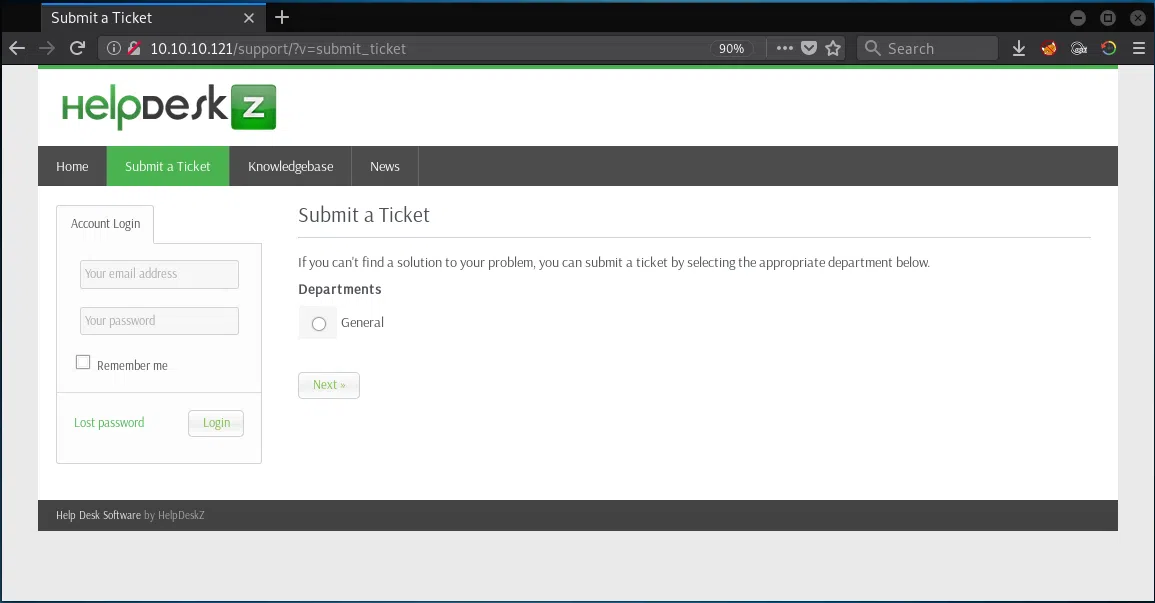 Submit a Ticket
10.10.10.121/support/?v=submit_ticket
90%
Search
HelpDesk Z
Home
Submit a Ticket
Knowledgebase
News
Account Login
Your email address
Your password
Remember me
Lost password
Login
Submit a Ticket
If you can't find a solution to your problem, you can submit a ticket by selecting the appropriate department below.
Departments
General
Next »
Help Desk Software by HelpDeskZ